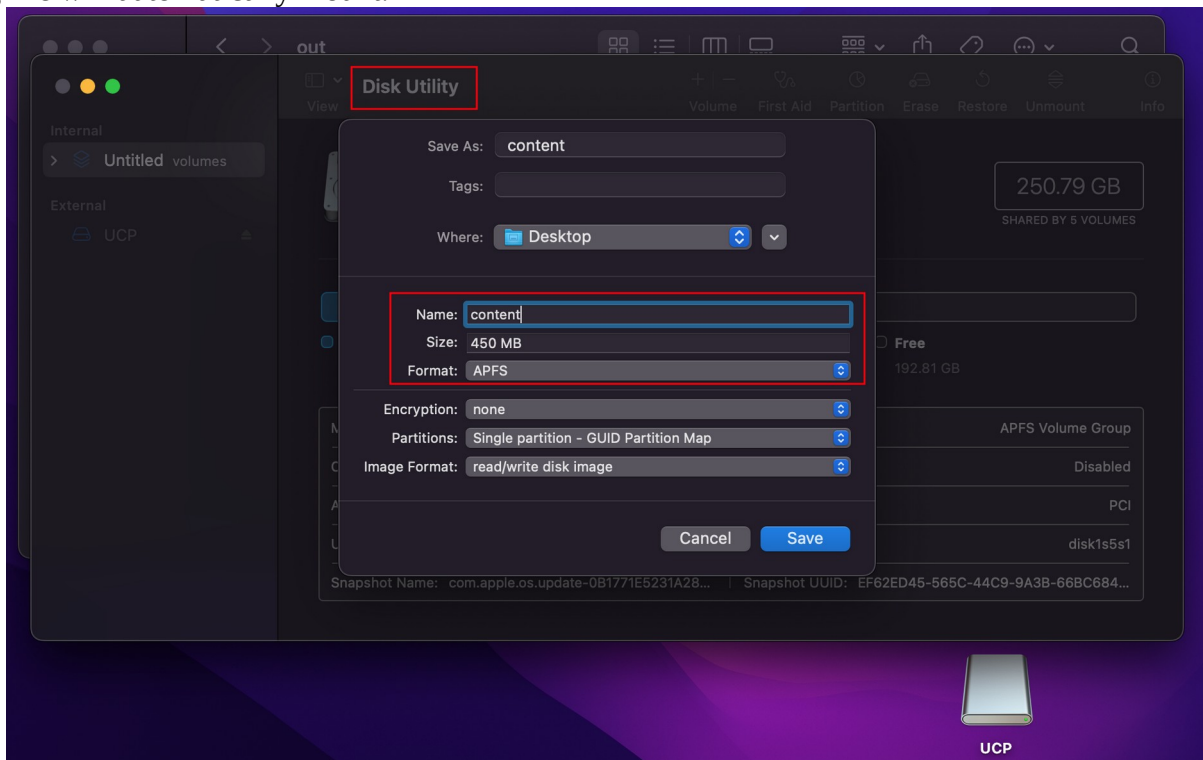 out
Disk Utility
View
Volume First Aid Partition Erase Restore Unmount Info
Internal
Untitled volumes
External
UCP
Save As: content
Tags:
Where: Desktop
250.79 GB
SHARED BY 5 VOLUMES
Name: content
Size: 450 MB
Format: APFS
Free
192.81 GB
Encryption: none
Partitions: Single partition - GUID Partition Map
Image Format: read/write disk image
APFS Volume Group
Disabled
PCI
disk1s5s1
Cancel Save
Snapshot Name: com.apple.os.update-0B1771E5231A28... Snapshot UUID: EF62ED45-565C-44C9-9A3B-66BC684...
UCP